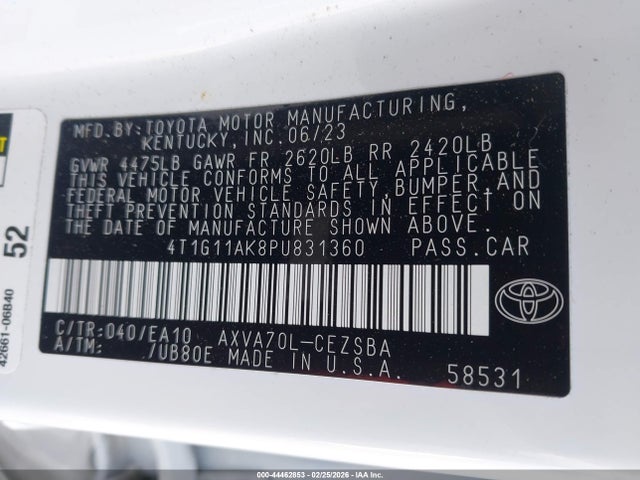 MFD.BY:TOYOTA MOTOR MANUFACTURING,
KENTUCKY, INC.06/23
GVWR 4475LB GAWR FR 2620LB RR 2420LB
THIS VEHICLE CONFORMS TO ALL APPLICABLE
FEDERAL MOTOR VEHICLE SAFETY,BUMPER,AND
THEFT PREVENTION STANDARDS IN EFFECT ON
THE DATE OF MANUFACTURE SHOWN ABOVE.
4T1G11AK8PU831360 PASS.CAR
C/TR:040/EA10 AXVA70L-CEZSBA
A/TM: /UB80E MADE IN U.S.A.
58531
52
42661-06B40
000-44462853 - 02/25/2026 - IAA Inc.